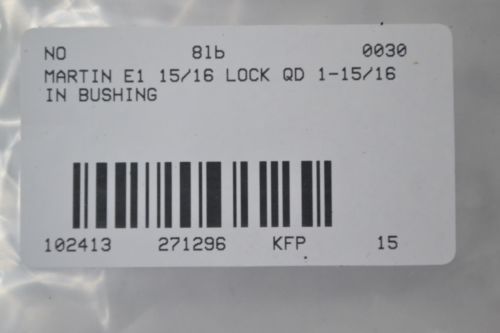 NO 81b 0030
MARTIN E1 15/16 LOCK QD 1-15/16
IN BUSHING
102413 271296 KFP 15